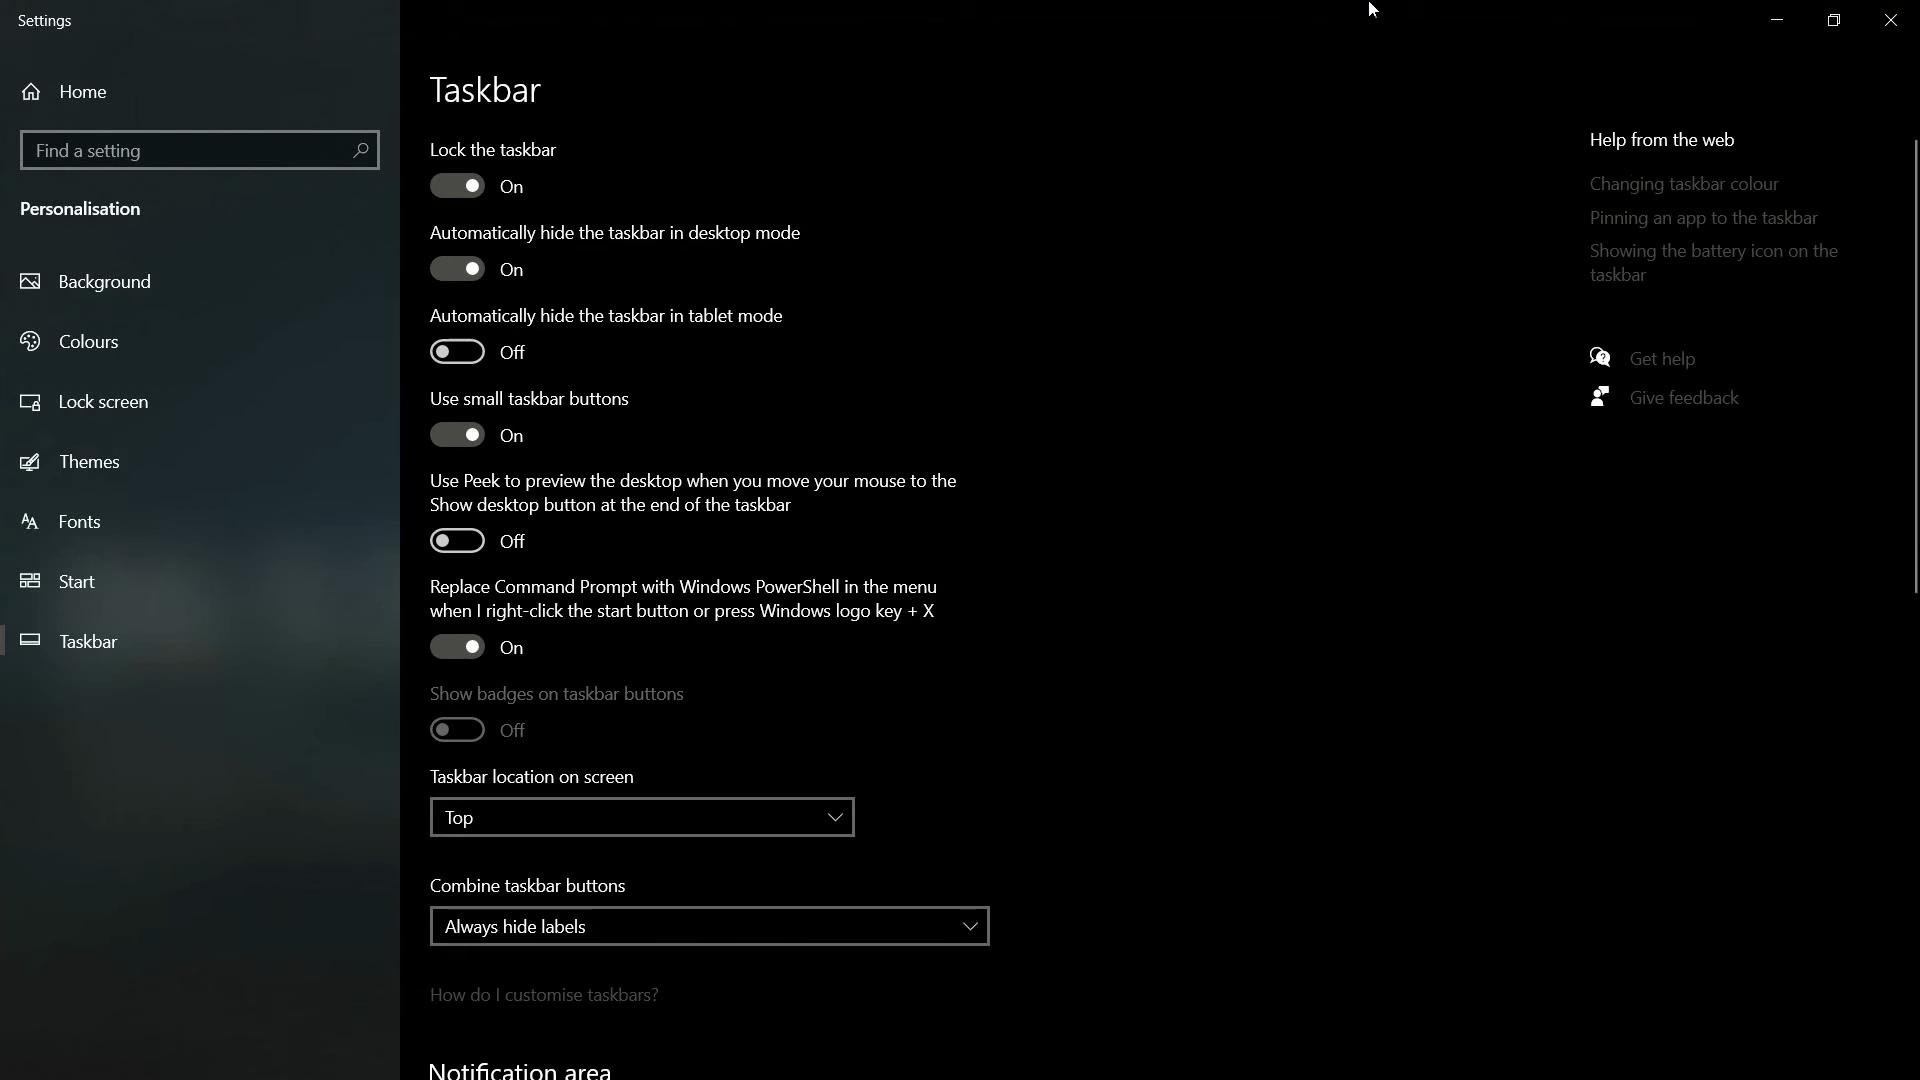 Settings
Home
Find a setting
Personalisation
Background
Colours
Lock screen
Themes
Fonts
Start
Taskbar
Taskbar
Lock the taskbar
On
Automatically hide the taskbar in desktop mode
On
Automatically hide the taskbar in tablet mode
Off
Use small taskbar buttons
On
Use Peek to preview the desktop when you move your mouse to the
Show desktop button at the end of the taskbar
Off
Replace Command Prompt with Windows PowerShell in the menu
when I right-click the start button or press Windows logo key + X
On
Show badges on taskbar buttons
Off
Taskbar location on screen
Top
Combine taskbar buttons
Always hide labels
How do I customise taskbars?
Notification area
Help from the web
Changing taskbar colour
Pinning an app to the taskbar
Showing the battery icon on the
taskbar
Get help
Give feedback